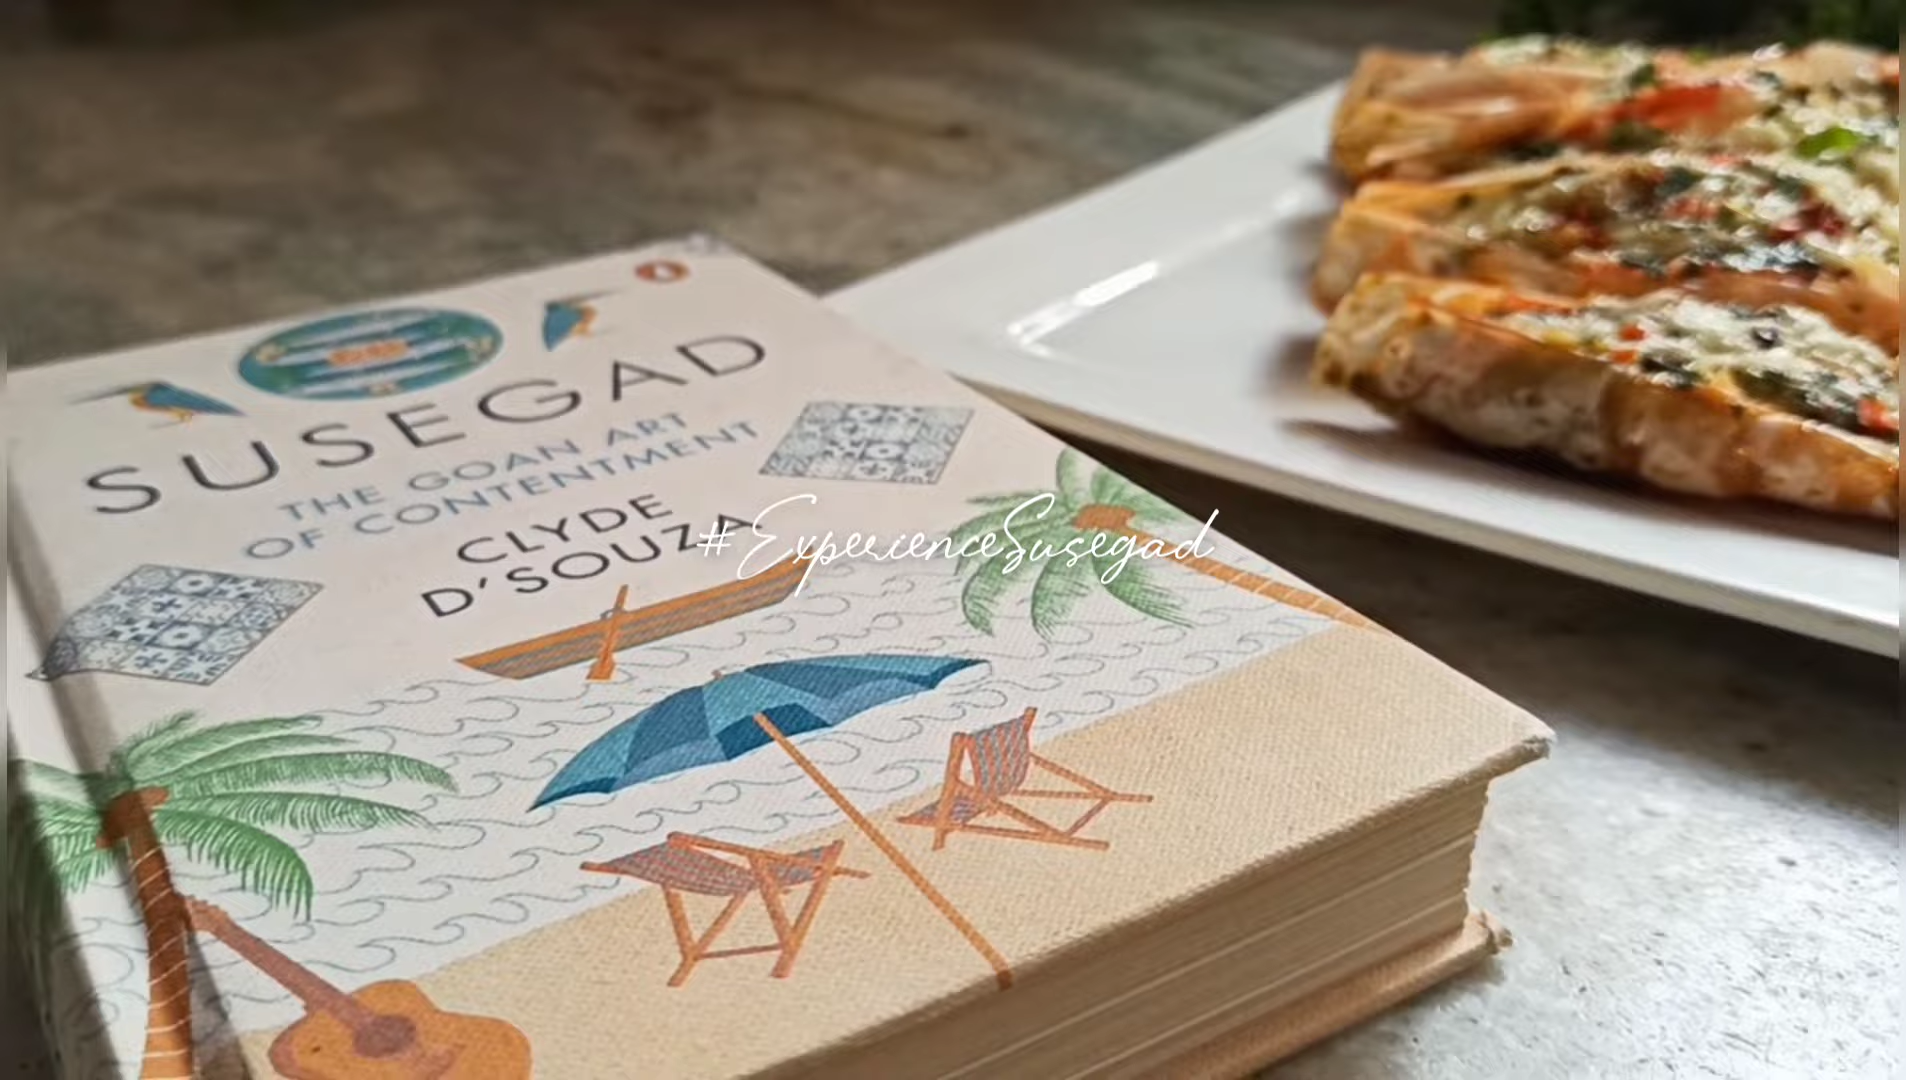 SUSEGAD
THE GOAN ART
OF CONTENTMENT
CLYDE
D'SOUZA
#ExperienceSusegad